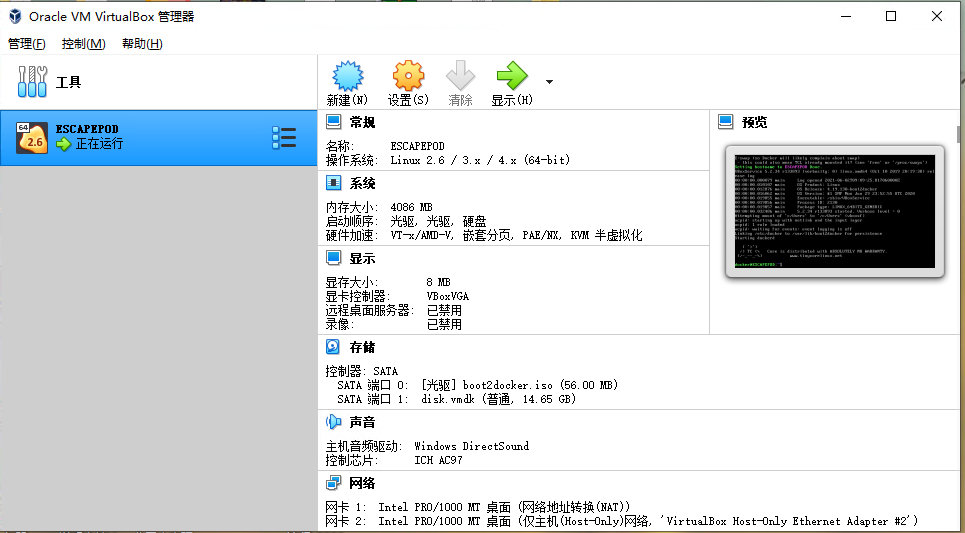 Oracle VM VirtualBox 管理器
管理(F) 控制(M) 帮助(H)
工具
新建(N) 设置(S) 清除 显示(H)
64 2.6 ESCAPEPOD
正在运行
常规
名称: ESCAPEPOD
操作系统: Linux 2.6 / 3.x / 4.x (64-bit)
预览
系统
内存大小: 4086 MB
启动顺序: 光驱, 光驱, 硬盘
硬件加速: VT-x/AMD-V, 嵌套分页, PAE/NX, KVM 半虚拟化
显示
显存大小: 8 MB
显卡控制器: VBoxVGA
远程桌面服务器: 已禁用
录像: 已禁用
存储
控制器: SATA
SATA 端口 0: [光驱] boot2docker.iso (56.00 MB)
SATA 端口 1: disk.vmdk (普通, 14.65 GB)
声音
主机音频驱动: Windows DirectSound
控制芯片: ICH AC97
网络
网卡 1: Intel PRO/1000 MT 桌面 (网络地址转换(NAT))
网卡 2: Intel PRO/1000 MT 桌面 (仅主机(Host-Only)网络, 'VirtualBox Host-Only Ethernet Adapter #2')